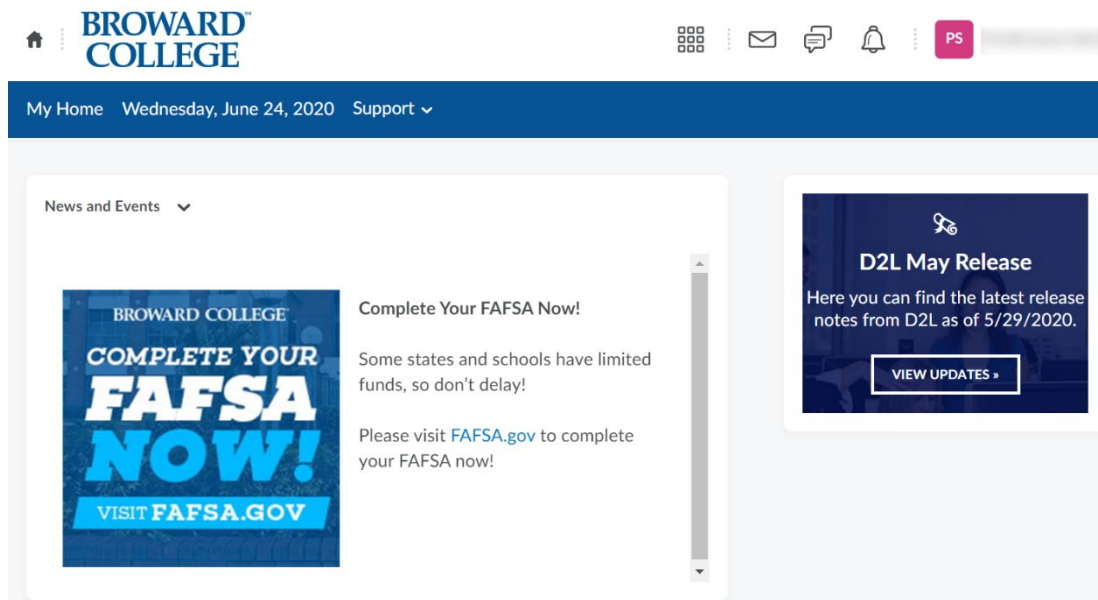 BROWARD™
COLLEGE
PS
My Home Wednesday, June 24, 2020 Support
News and Events
BROWARD COLLEGE
COMPLETE YOUR
FAFSA
NOW!
VISIT FAFSA.GOV
Complete Your FAFSA Now!
Some states and schools have limited
funds, so don’t delay!
Please visit FAFSA.gov to complete
your FAFSA now!
D2L May Release
Here you can find the latest release
notes from D2L as of 5/29/2020.
VIEW UPDATES »